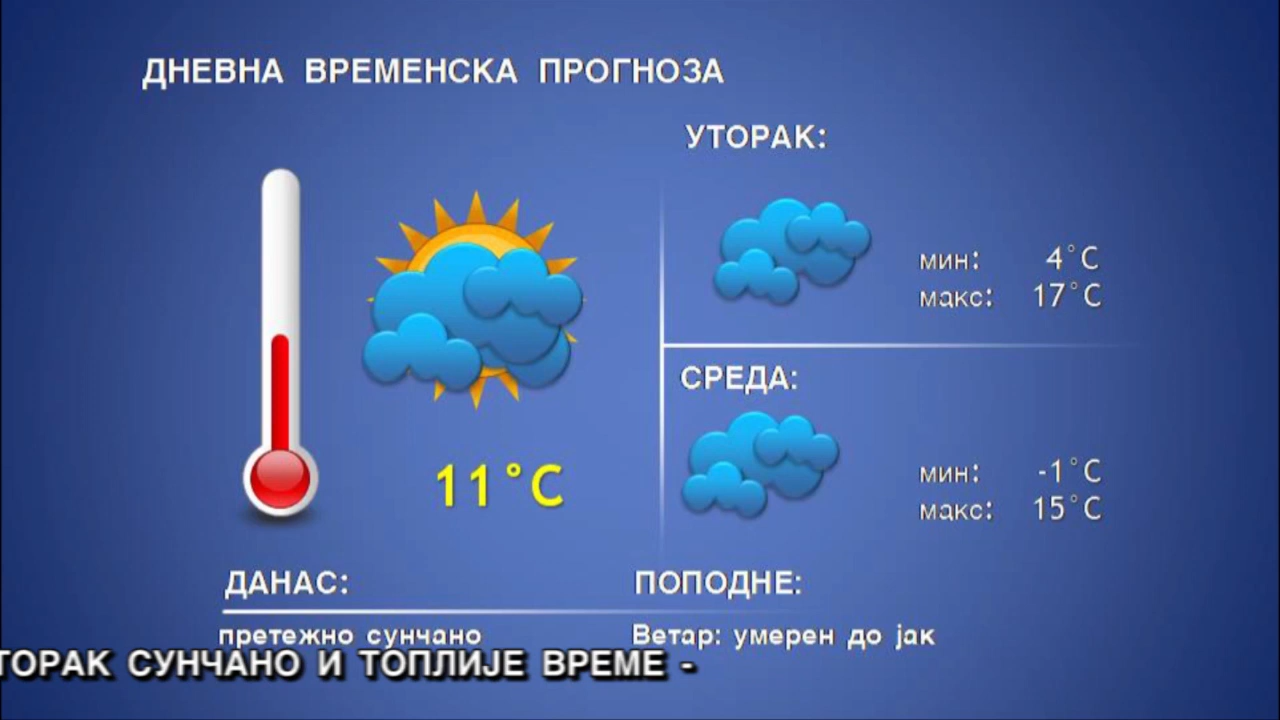 ДНЕВНА ВРЕМЕНСКА ПРОГНОЗА
УТОРАК:
мин: 4°C
макс: 17°C
СРЕДА:
мин: -1°C
макс: 15°C
11°C
ДАНАС:
претежно сунчано
ПОПОДНЕ:
Ветар: умерен до јак
ТОРАК СУНЧАНО И ТОПЛИЈЕ ВРЕМЕ -